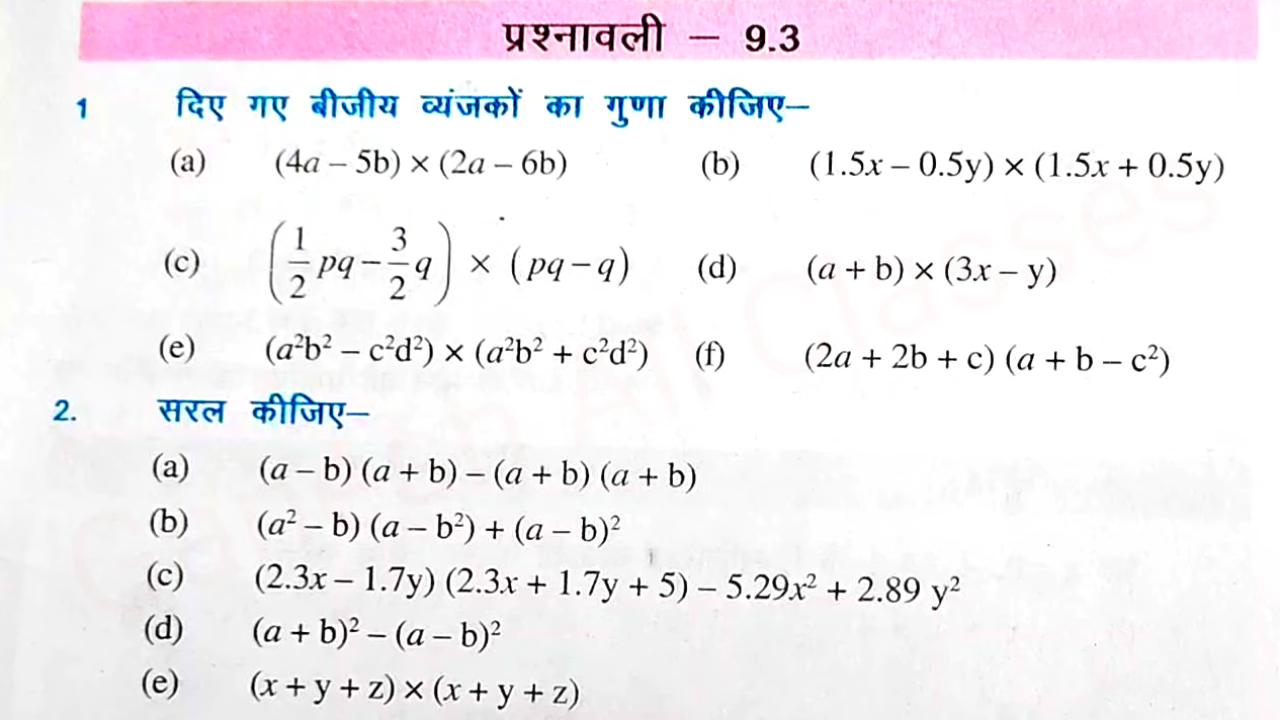 प्रश्नावली – 9.3
1 दिए गए बीजीय व्यंजकों का गुणा कीजिए–
(a) (4a – 5b) × (2a – 6b) (b) (1.5x – 0.5y) × (1.5x + 0.5y)
(c) (1/2 pq – 3/2 q) × (pq – q) (d) (a + b) × (3x – y)
(e) (a²b² – c²d²) × (a²b² + c²d²) (f) (2a + 2b + c) (a + b – c²)
2. सरल कीजिए–
(a) (a – b) (a + b) – (a + b) (a + b)
(b) (a² – b) (a – b²) + (a – b)²
(c) (2.3x – 1.7y) (2.3x + 1.7y + 5) – 5.29x² + 2.89 y²
(d) (a + b)² – (a – b)²
(e) (x + y + z) × (x + y + z)